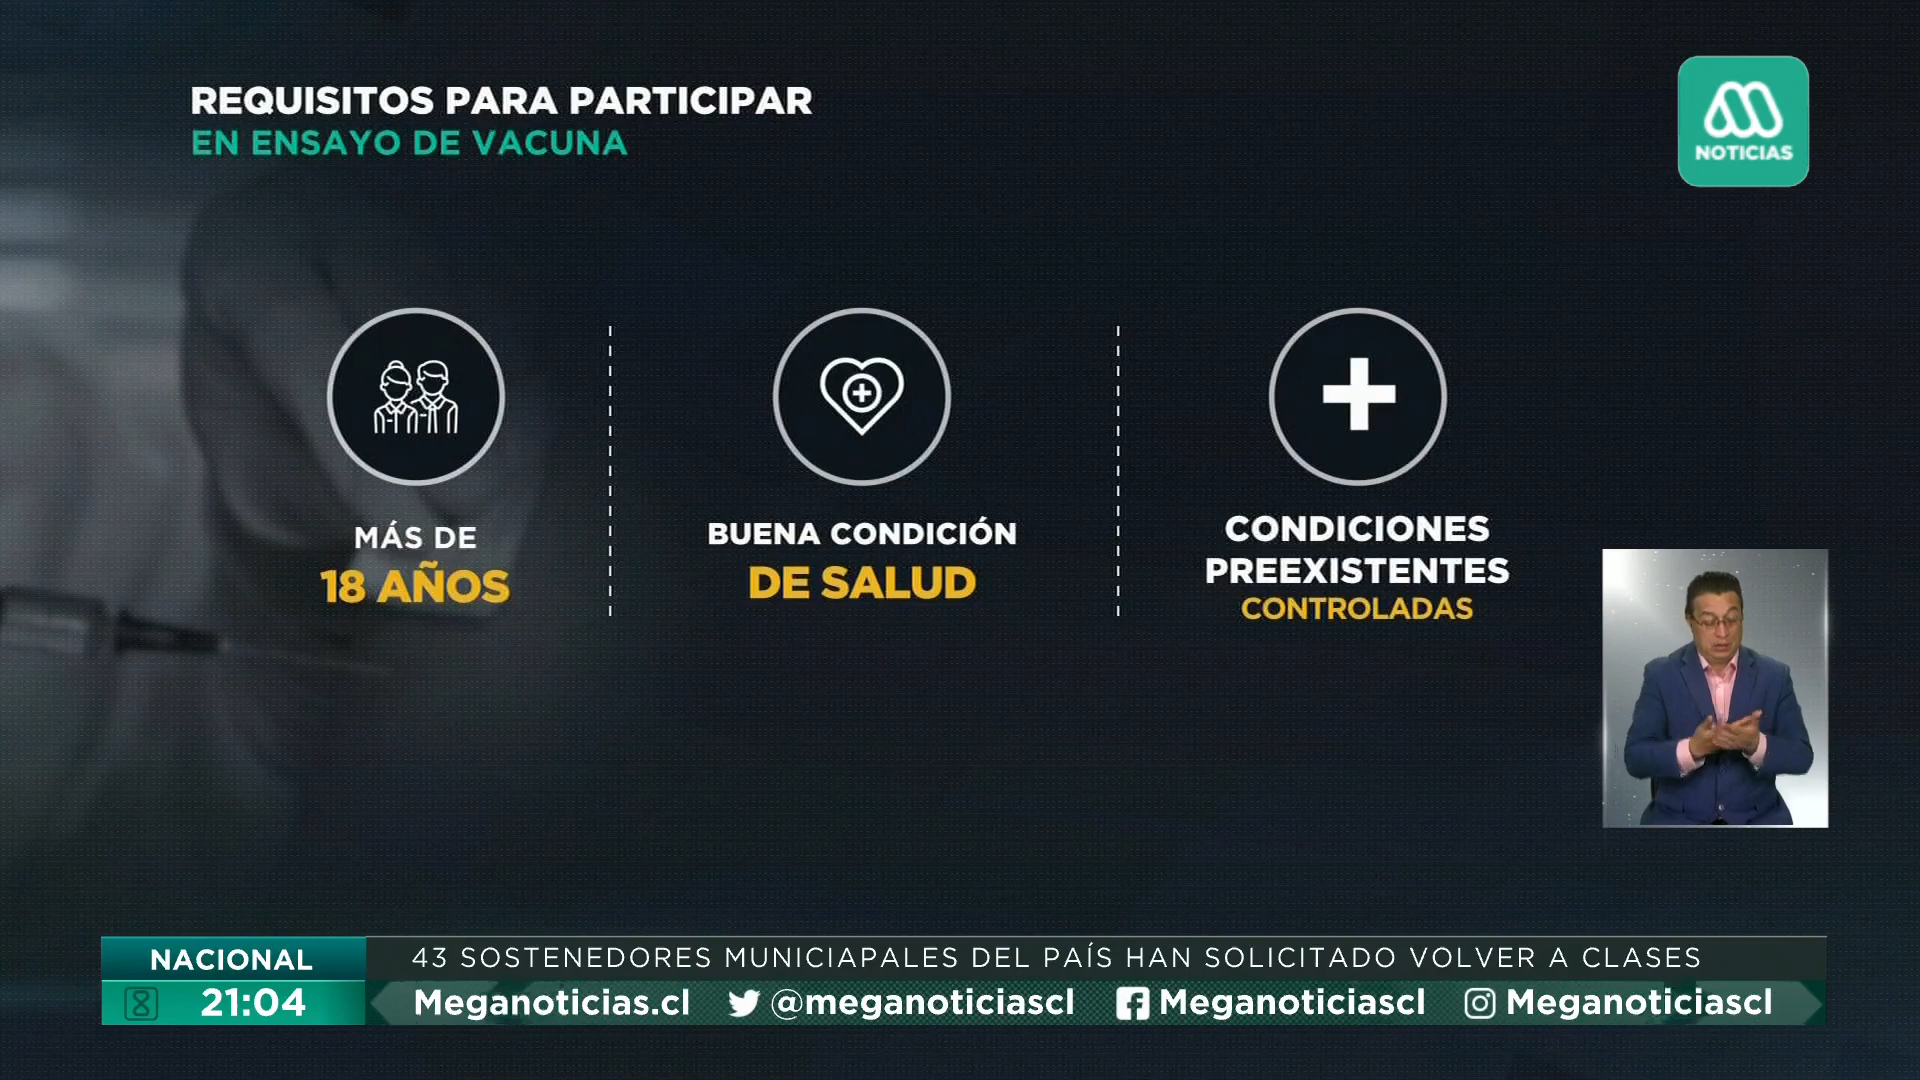 REQUISITOS PARA PARTICIPAR
EN ENSAYO DE VACUNA
NOTICIAS
MÁS DE
18 AÑOS
BUENA CONDICIÓN
DE SALUD
CONDICIONES
PREEXISTENTES
CONTROLADAS
NACIONAL
43 SOSTENEDORES MUNICIAPALES DEL PAÍS HAN SOLICITADO VOLVER A CLASES
21:04
Meganoticias.cl @meganoticiascl Meganoticiascl Meganoticiascl